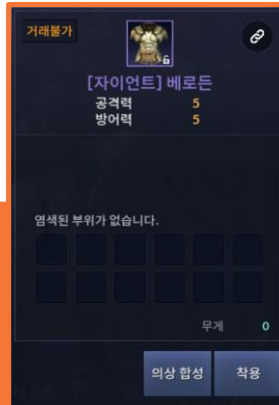 거래불가
[자이언트] 베로든
공격력 5
방어력 5
염색된 부위가 없습니다.
무게 0
의상 합성 착용